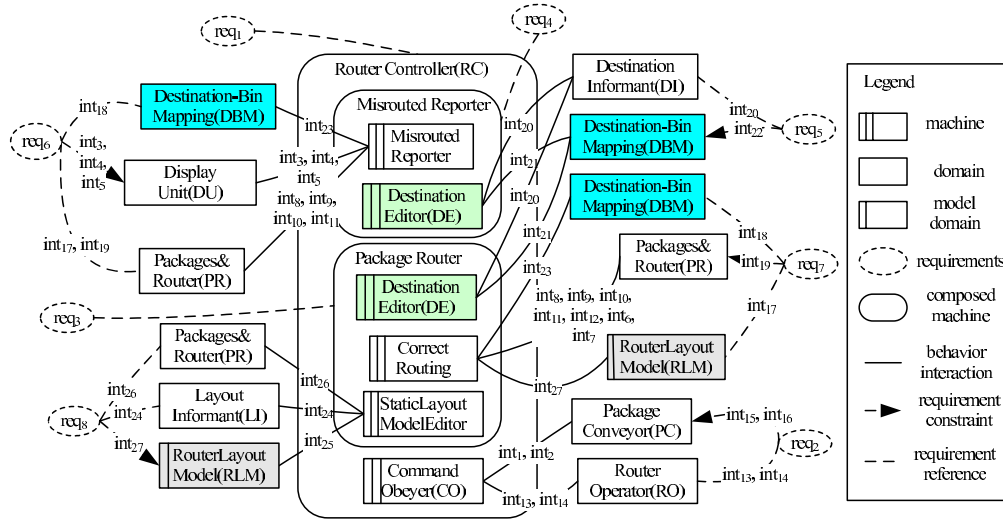 req1
req4
Router Controller(RC)
Destination
Informant(DI)
Legend
Misrouted Reporter
int18
Destination-Bin
Mapping(DBM)
int23
Misrouted
Reporter
int20
int20
int22
req5
machine
req6
int3,
int4,
int5
int3, int4,
int5
int21
Destination-Bin
Mapping(DBM)
domain
Display
Unit(DU)
int8, int9,
int10, int11
Destination
Editor(DE)
int20
Destination-Bin
Mapping(DBM)
model
domain
int17, int19
int21
int18
Packages&
Router(PR)
Package Router
int23
Packages&
Router(PR)
int19
req7
requirements
req3
Destination
Editor(DE)
int8, int9, int10,
int11, int12, int6,
int7
int17
composed
machine
Packages&
Router(PR)
Correct
Routing
RouterLayout
Model(RLM)
behavior
interaction
int26
int26
int27
req8
int24
Layout
Informant(LI)
int24
StaticLayout
ModelEditor
Package
Conveyor(PC)
int15, int16
requirement
constraint
int27
int25
req2
RouterLayout
Model(RLM)
int1, int2
Command
Obeyer(CO)
int13, int14
Router
Operator(RO)
int13, int14
requirement
reference